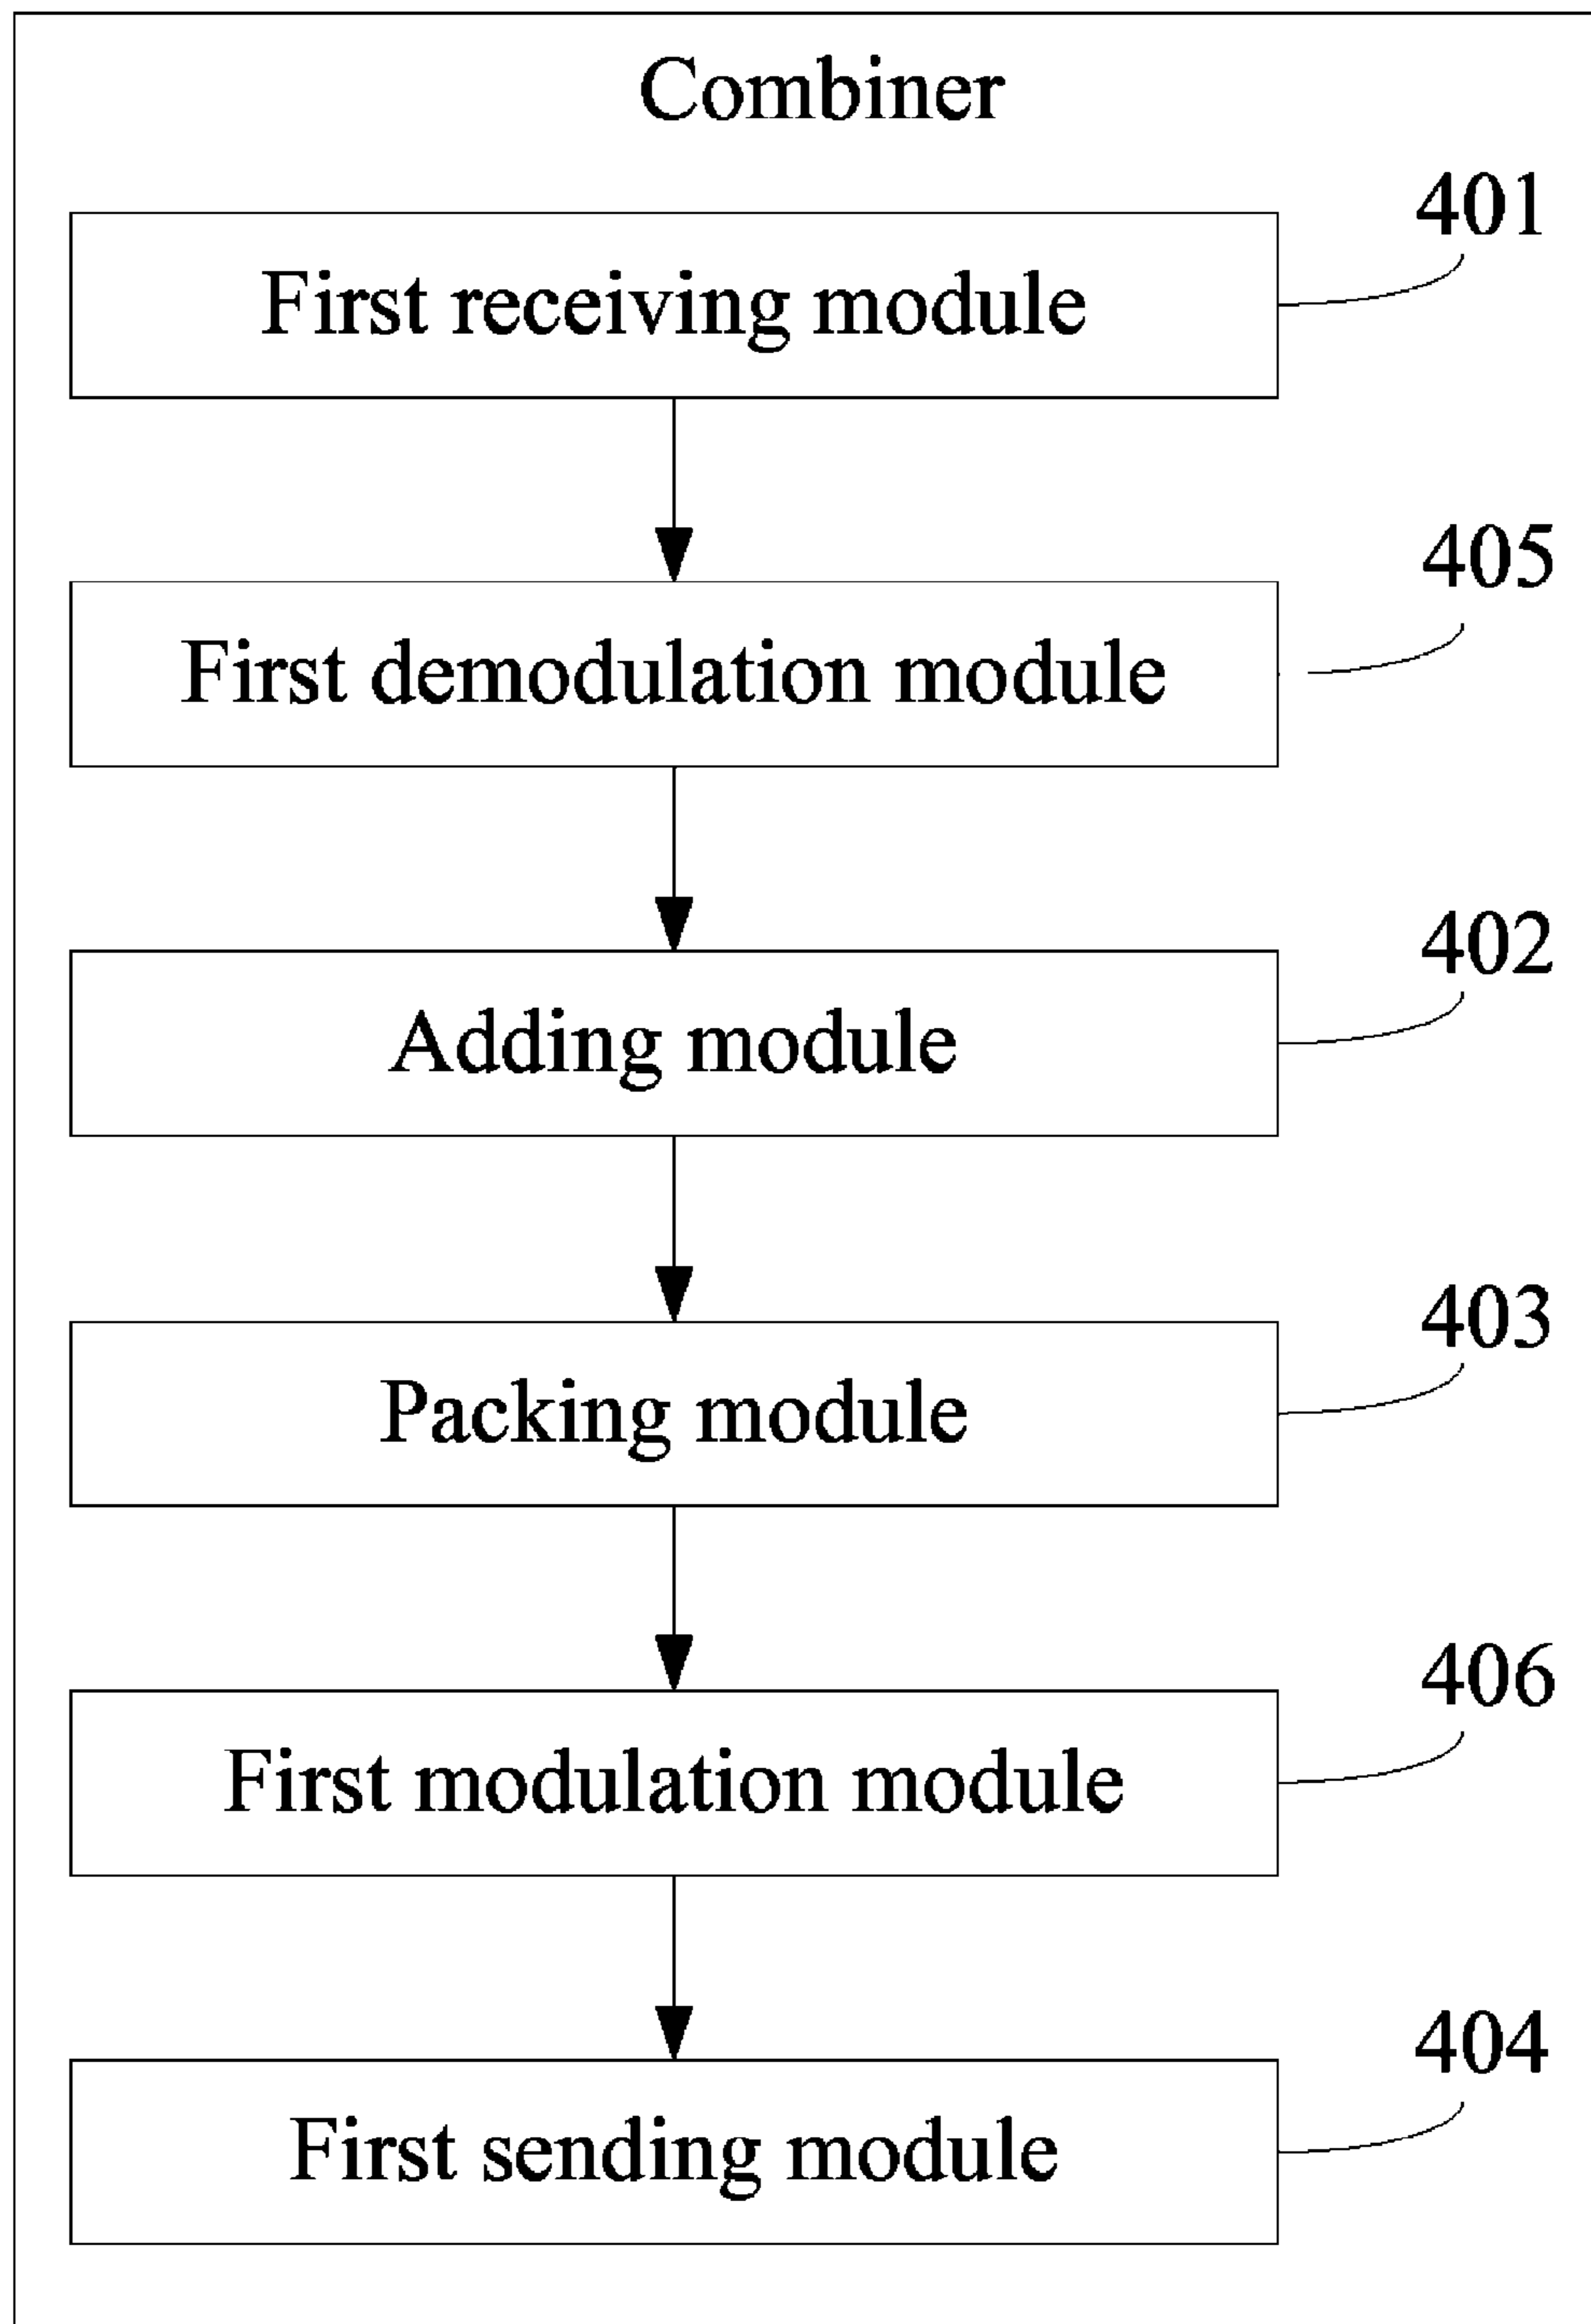 Combiner
401
First receiving module
405
First demodulation module
402
Adding module
403
Packing module
406
First modulation module
404
First sending module